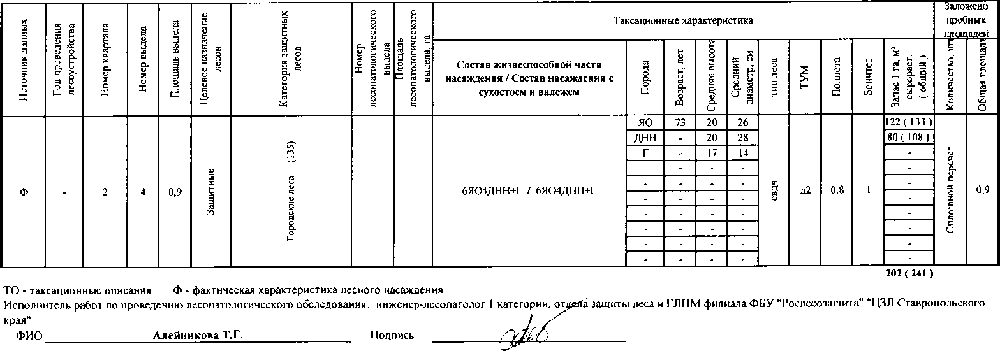 Источник данных
Год проведения лесоустройства
Номер квартала
Номер выдела
Площадь выдела
Целевое назначение лесов
Категория защитных лесов
Номер лесопатологического выдела
Площадь лесопатологического выдела, га
Таксационные характеристика
Заложено пробных площадей
Состав жизнеспособной части
насаждения / Состав насаждения с
сухостоем и валежем
Порода
Возраст, лет
Средняя высота
Средний диаметр, см
тип леса
ТУМ
Полнота
Бонитет
Запас 1 га, м³ сырораст. ( общий )
Количество, шт
Общая площадь
Ф - 2 4 0,9 Защитные Городские леса (135) 6ЯО4ДНН+Г / 6ЯО4ДНН+Г
ЯО 73 20 26 122 ( 133 )
ДНН - 20 28 80 ( 108 )
Г - 17 14 -
- - - - -
- - - - -
- - - - -
- - - - -
- - - - -
- - - - -
- - - - -
свдч д2 0,8 1 Сплошной перечет 0,9
202 ( 241 )
ТО - таксационные описания Ф - фактическая характеристика лесного насаждения
Исполнитель работ по проведению лесопатологического обследования: инженер-лесопатолог 1 категории, отдела защиты леса и ГЛПМ филиала ФБУ "Рослесозащита" "ЦЗЛ Ставропольского
края"
ФИО Алейникова Т.Г. Подпись